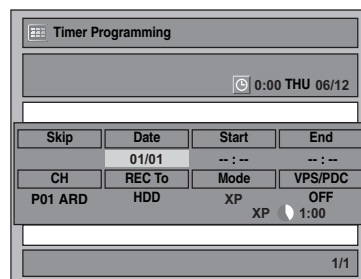 Timer Programming
0:00 THU 06/12
Skip Date Start End
01/01 -- : -- -- : --
CH REC To Mode VPS/PDC
P01 ARD HDD XP OFF
XP 1:00
1/1